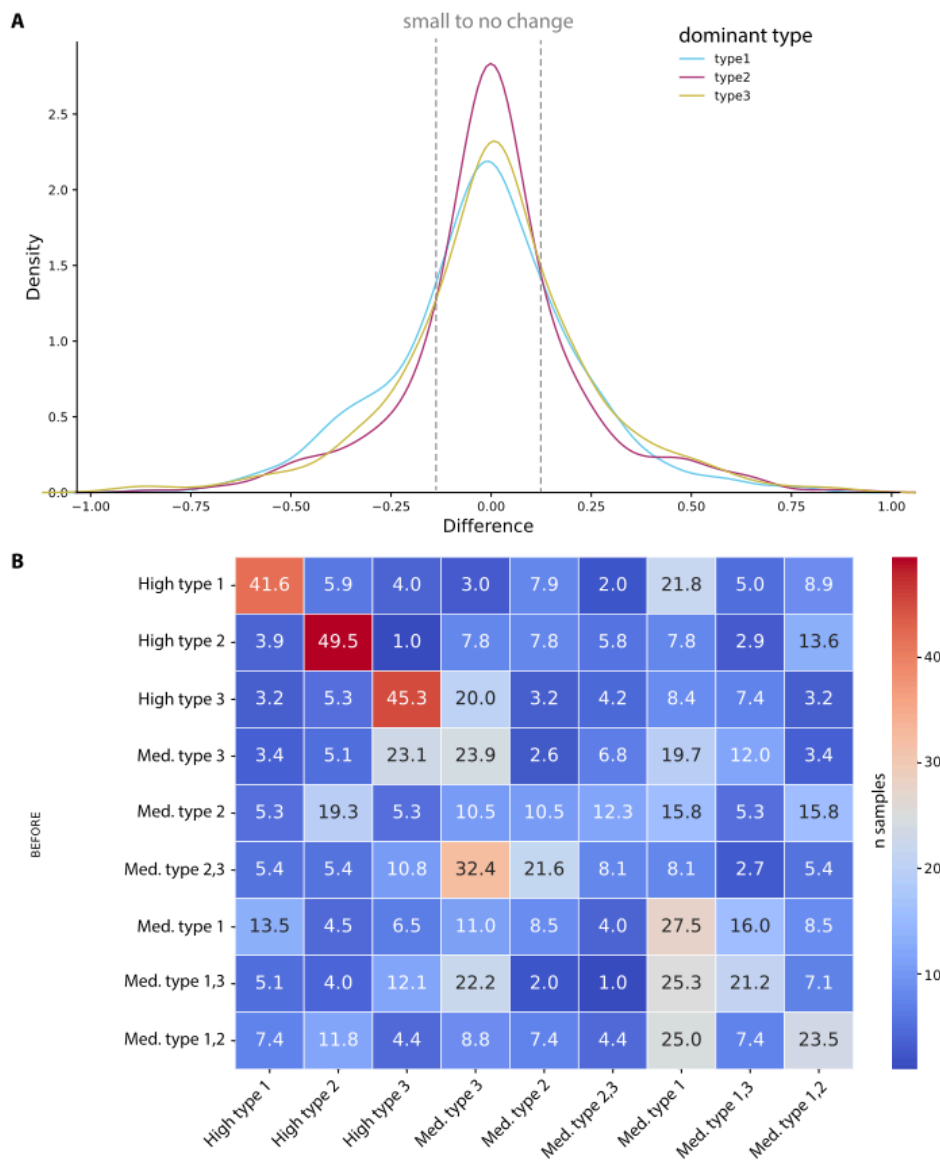 A
small to no change
dominant type
type1
type2
type3
2.5
2.0
1.5
1.0
0.5
0.0
Density
−1.00 −0.75 −0.50 −0.25 0.00 0.25 0.50 0.75 1.00
Difference
B
High type 1 41.6 5.9 4.0 3.0 7.9 2.0 21.8 5.0 8.9
High type 2 3.9 49.5 1.0 7.8 7.8 5.8 7.8 2.9 13.6
High type 3 3.2 5.3 45.3 20.0 3.2 4.2 8.4 7.4 3.2
Med. type 3 3.4 5.1 23.1 23.9 2.6 6.8 19.7 12.0 3.4
Med. type 2 5.3 19.3 5.3 10.5 10.5 12.3 15.8 5.3 15.8
Med. type 2,3 5.4 5.4 10.8 32.4 21.6 8.1 8.1 2.7 5.4
Med. type 1 13.5 4.5 6.5 11.0 8.5 4.0 27.5 16.0 8.5
Med. type 1,3 5.1 4.0 12.1 22.2 2.0 1.0 25.3 21.2 7.1
Med. type 1,2 7.4 11.8 4.4 8.8 7.4 4.4 25.0 7.4 23.5
BEFORE
High type 1 High type 2 High type 3 Med. type 3 Med. type 2 Med. type 2,3 Med. type 1 Med. type 1,3 Med. type 1,2
40
30
20
10
n samples